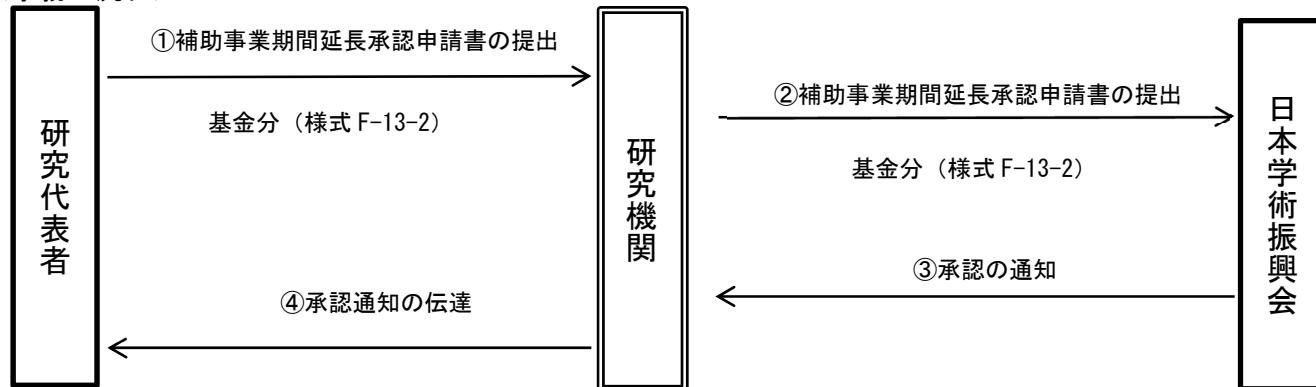 ①補助事業期間延長承認申請書の提出
基金分（様式 F-13-2）
②補助事業期間延長承認申請書の提出
基金分（様式 F-13-2）
③承認の通知
④承認通知の伝達
研究代表者
研究機関
日本学術振興会